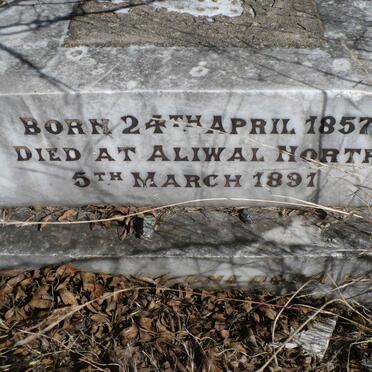 BORN 24TH APRIL 1857
DIED AT ALIWAL NORTH
5TH MARCH 1891